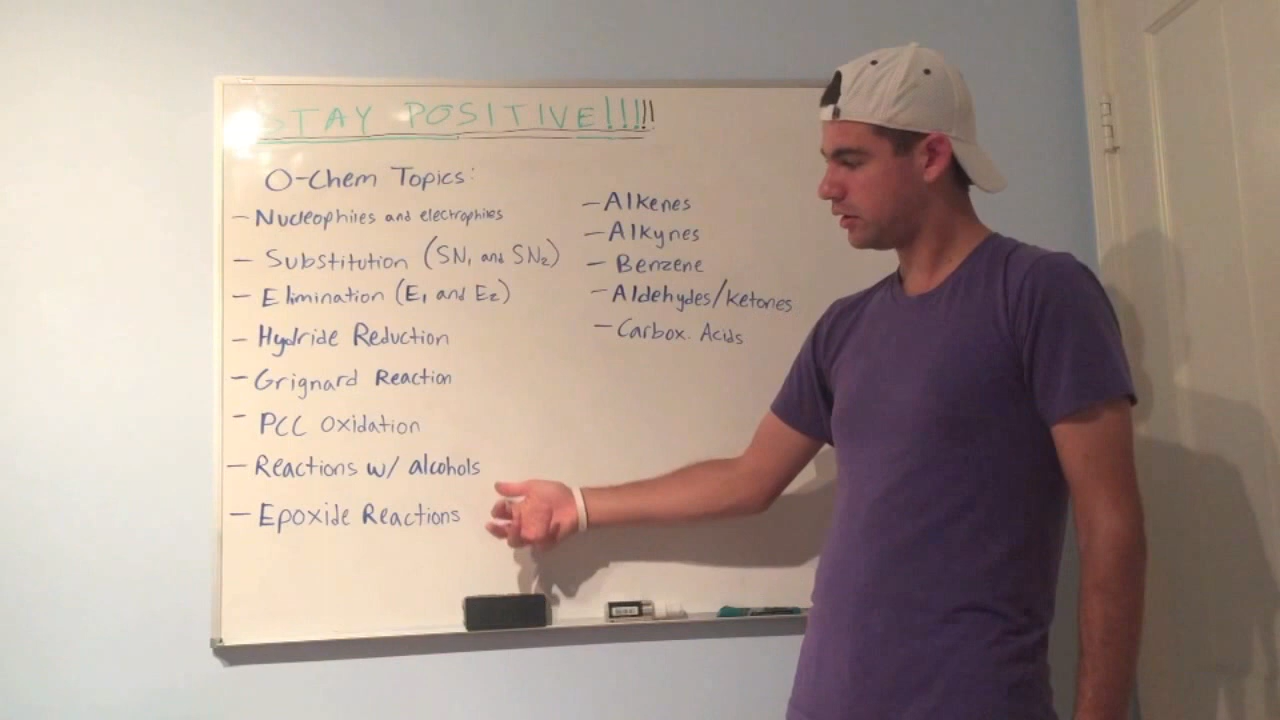 STAY POSITIVE!!!!!
O-Chem Topics:
- Nucleophiles and electrophiles
- Substitution (SN1 and SN2)
- Elimination (E1 and E2)
- Hydride Reduction
- Grignard Reaction
- PCC Oxidation
- Reactions w/ alcohols
- Epoxide Reactions
- Alkenes
- Alkynes
- Benzene
- Aldehydes/Ketones
- Carbox. Acids